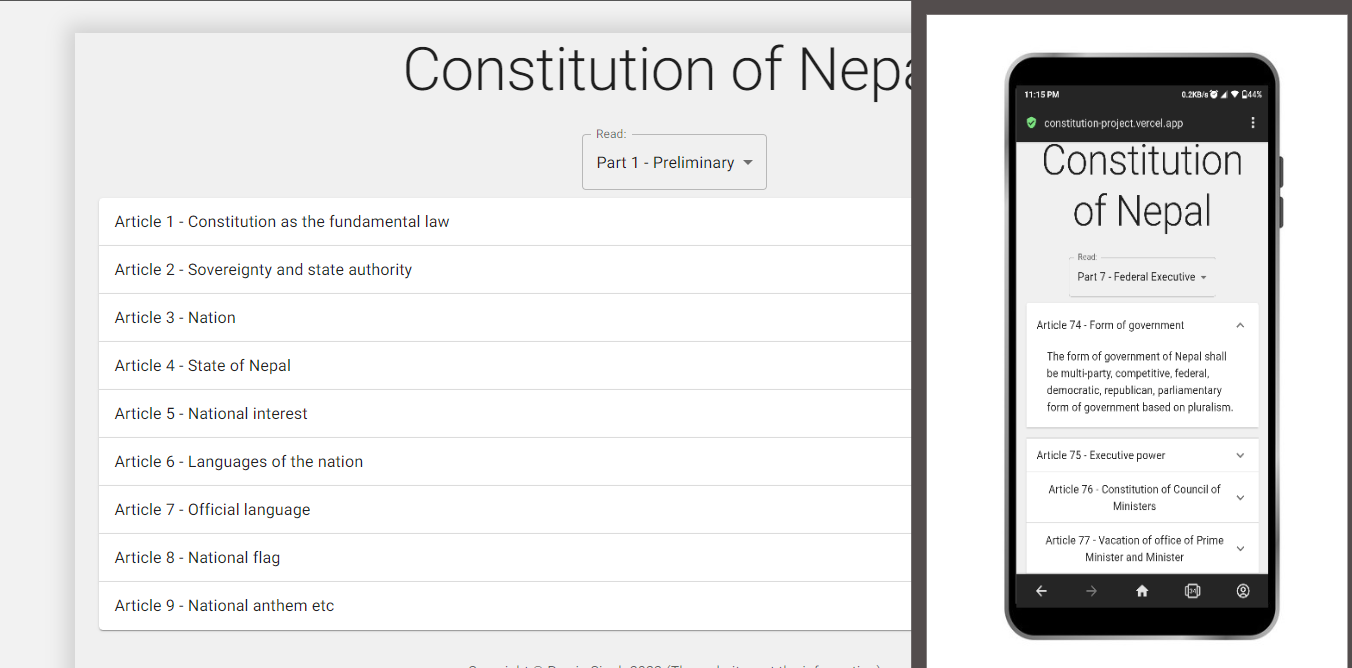 Constitution of Nepa
Read:
Part 1 - Preliminary
Article 1 - Constitution as the fundamental law
Article 2 - Sovereignty and state authority
Article 3 - Nation
Article 4 - State of Nepal
Article 5 - National interest
Article 6 - Languages of the nation
Article 7 - Official language
Article 8 - National flag
Article 9 - National anthem etc
11:15 PM
0.2KB/s
44%
constitution-project.vercel.app
Constitution
of Nepal
Read:
Part 7 - Federal Executive
Article 74 - Form of government
The form of government of Nepal shall
be multi-party, competitive, federal,
democratic, republican, parliamentary
form of government based on pluralism.
Article 75 - Executive power
Article 76 - Constitution of Council of
Ministers
Article 77 - Vacation of office of Prime
Minister and Minister